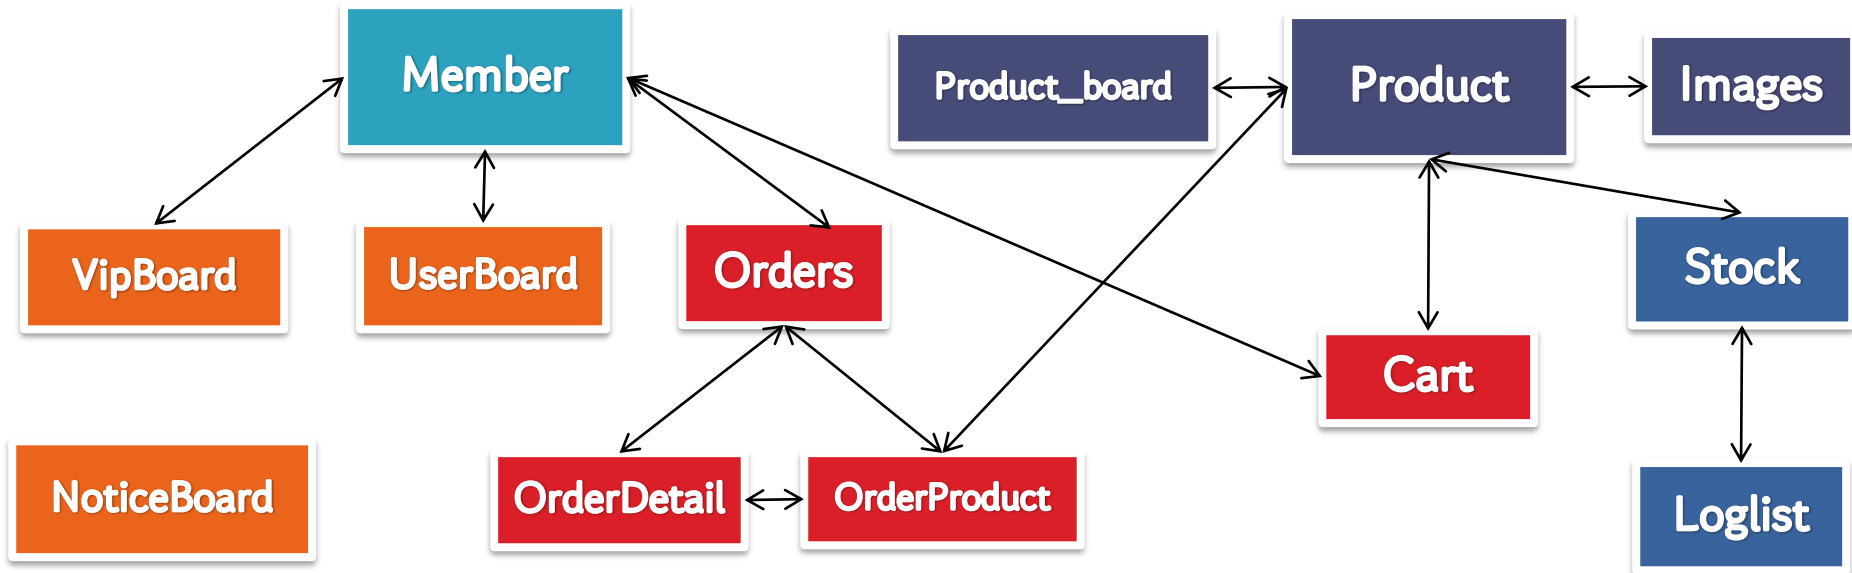 Member
Product_board
Product
Images
VipBoard
UserBoard
Orders
Stock
Cart
NoticeBoard
OrderDetail
OrderProduct
Loglist